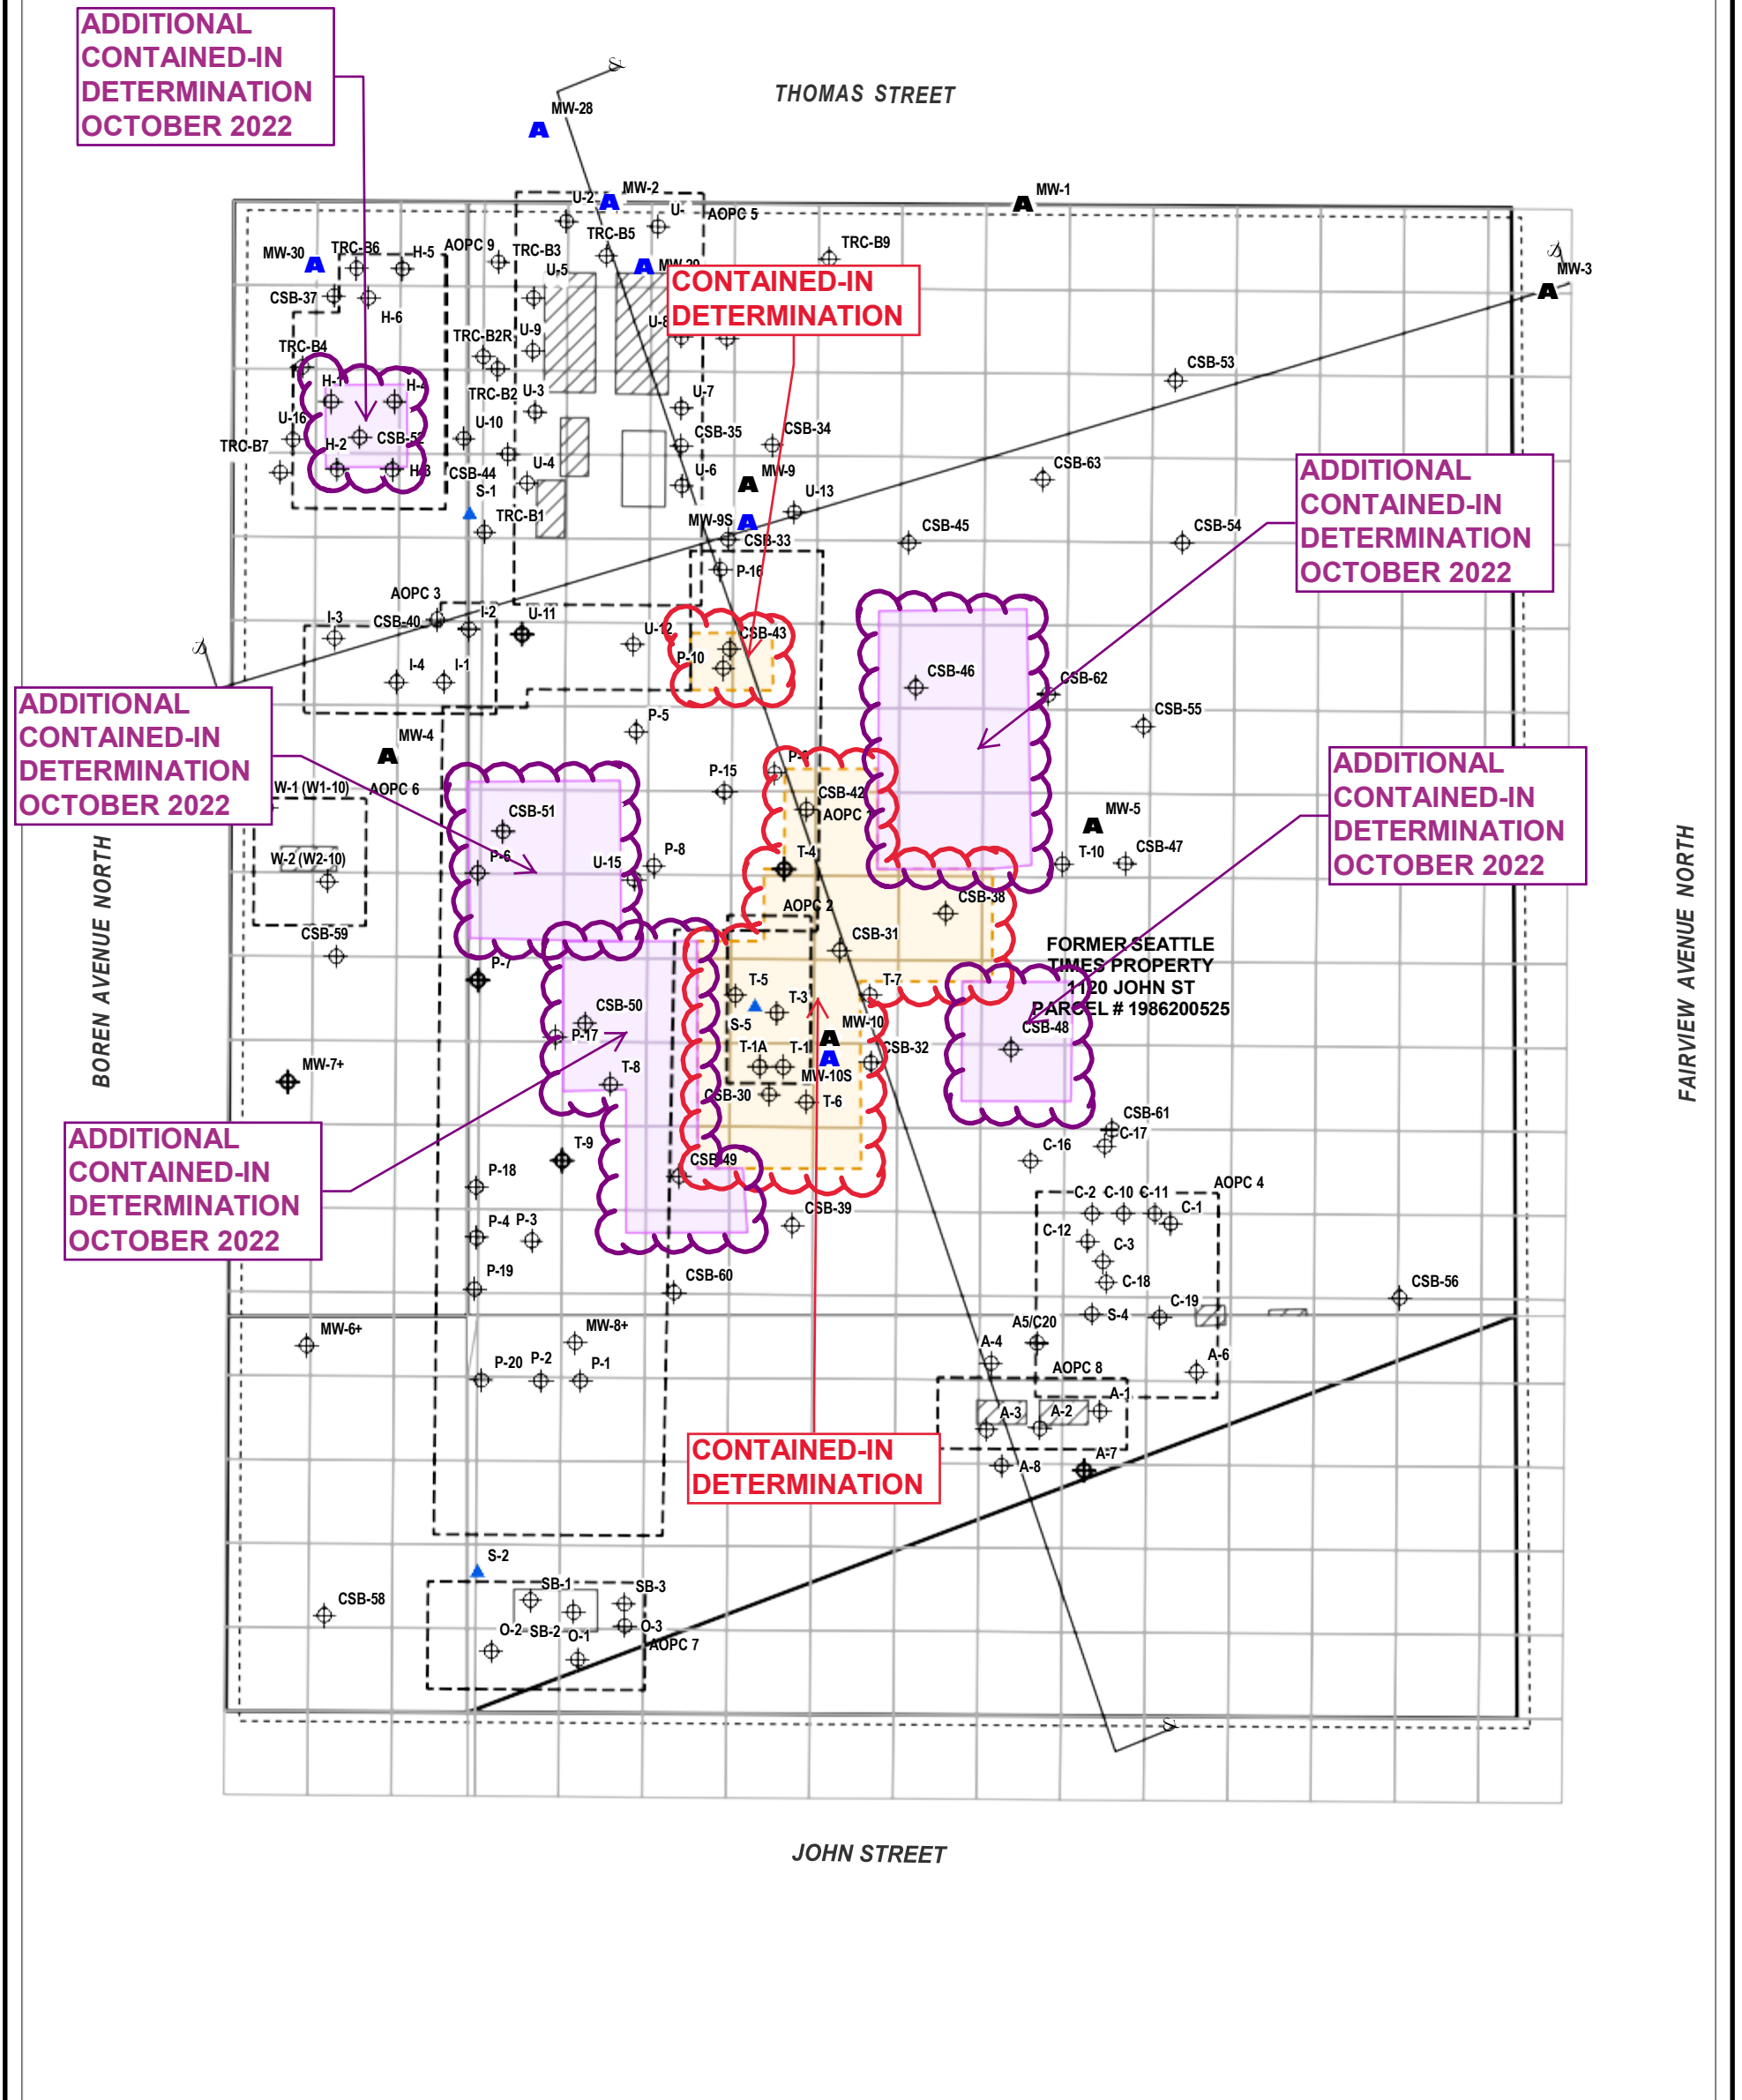 ADDITIONAL
CONTAINED-IN
DETERMINATION
OCTOBER 2022
THOMAS STREET
MW-28
MW-2
MW-1
U-2
U-
AOPC 5
TRC-B5
TRC-B9
MW-30
TRC-B6
H-5
AOPC 9
TRC-B3
U-5
MW-29
MW-3
CONTAINED-IN
DETERMINATION
CSB-37
H-6
U-8
TRC-B4
TRC-B2R
U-9
CSB-53
H-1
H-4
TRC-B2
U-3
U-7
U-16
U-10
CSB-35
CSB-34
TRC-B7
H-2
CSB-52
H-3
CSB-44
U-4
U-6
MW-9
CSB-63
ADDITIONAL
CONTAINED-IN
DETERMINATION
OCTOBER 2022
S-1
U-13
TRC-B1
MW-9S
CSB-33
CSB-45
CSB-54
P-16
AOPC 3
I-3
CSB-40
I-2
U-11
U-12
CSB-43
P-10
I-4
I-1
CSB-46
CSB-62
ADDITIONAL
CONTAINED-IN
DETERMINATION
OCTOBER 2022
MW-4
P-5
CSB-55
ADDITIONAL
CONTAINED-IN
DETERMINATION
OCTOBER 2022
W-1 (W1-10)
AOPC 6
P-15
CSB-42
AOPC 1
CSB-51
MW-5
W-2 (W2-10)
P-6
U-15
P-8
T-4
T-10
CSB-47
BOREN AVENUE NORTH
FAIRVIEW AVENUE NORTH
AOPC 2
CSB-38
CSB-59
CSB-31
FORMER SEATTLE
TIMES PROPERTY
1120 JOHN ST
PARCEL # 1986200525
P-7
T-5
T-3
T-7
CSB-50
P-17
S-5
MW-10
CSB-48
T-1A
T-1
CSB-32
MW-7+
T-8
MW-10S
CSB-30
T-6
ADDITIONAL
CONTAINED-IN
DETERMINATION
OCTOBER 2022
CSB-61
C-17
C-16
T-9
CSB-49
P-18
C-2
C-10
C-11
AOPC 4
C-1
P-4
P-3
CSB-39
C-12
C-3
P-19
CSB-60
C-18
CSB-56
C-19
S-4
MW-6+
MW-8+
A5/C20
A-4
P-20
P-2
P-1
AOPC 8
A-6
A-1
A-3
A-2
CONTAINED-IN
DETERMINATION
A-8
A-7
S-2
SB-1
SB-3
CSB-58
O-2
SB-2
O-1
O-3
AOPC 7
JOHN STREET